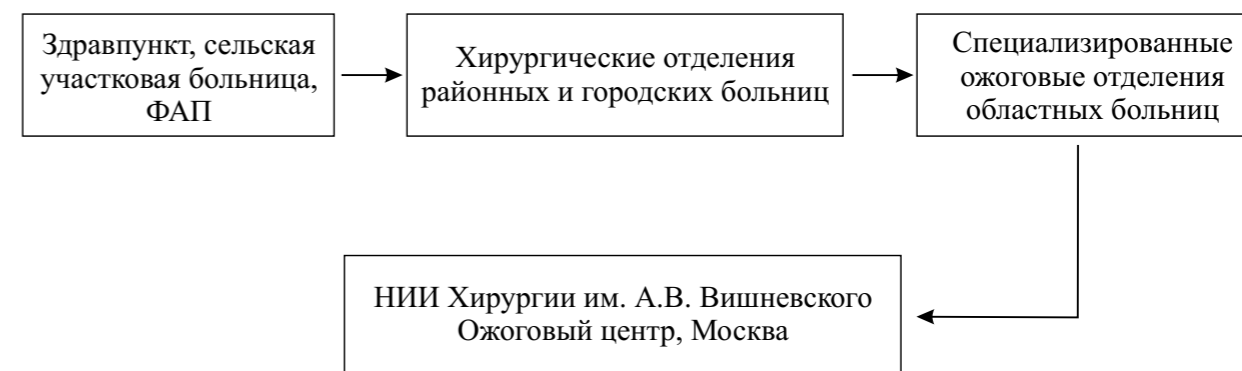 Здравпункт, сельская
участковая больница,
ФАП
Хирургические отделения
районных и городских больниц
Специализированные
ожоговые отделения
областных больниц
НИИ Хирургии им. А.В. Вишневского
Ожоговый центр, Москва